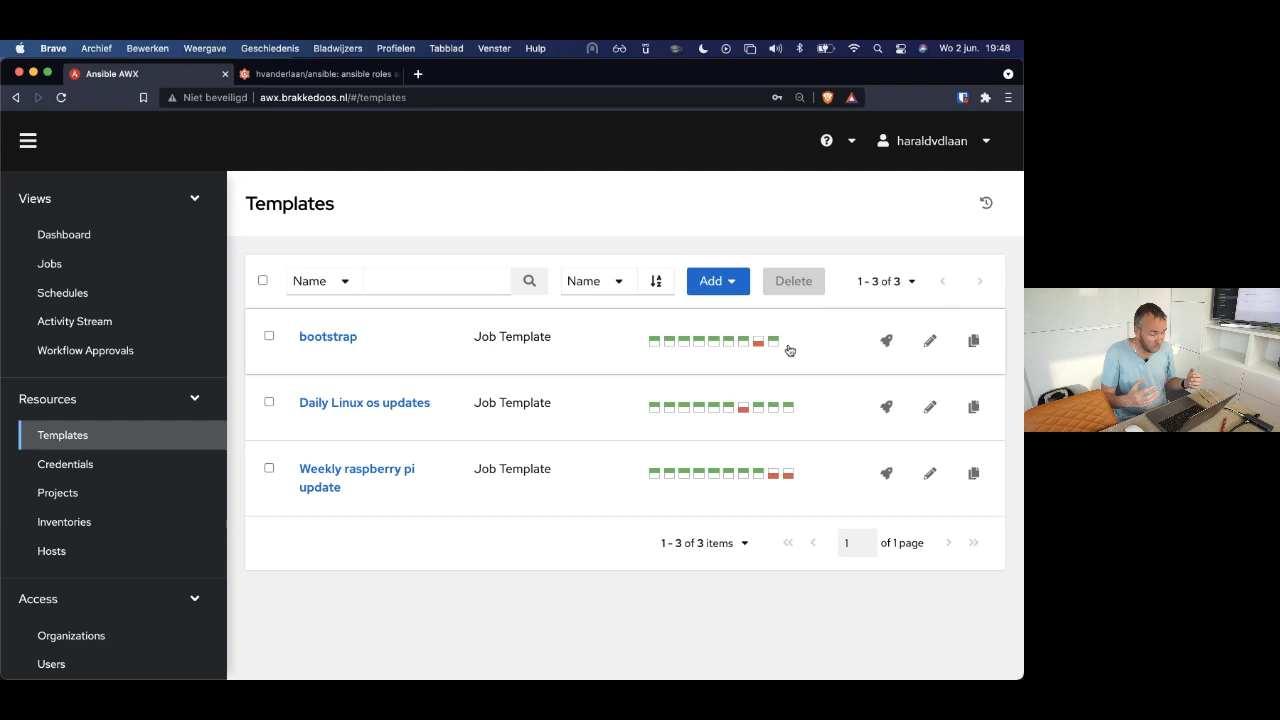 Brave Archief Bewerken Weergave Geschiedenis Bladwijzers Profielen Tabblad Venster Hulp Wo 2 jun. 19:48
Ansible AWX hvanderlaan/ansible: ansible roles
Niet beveiligd awx.brakkedoos.nl/#/templates
haraldvdlaan
Views
Dashboard
Jobs
Schedules
Activity Stream
Workflow Approvals
Resources
Templates
Credentials
Projects
Inventories
Hosts
Access
Organizations
Users
Templates
Name Name Add Delete 1 - 3 of 3
bootstrap Job Template
Daily Linux os updates Job Template
Weekly raspberry pi Job Template
update
1 - 3 of 3 items 1 of 1 page